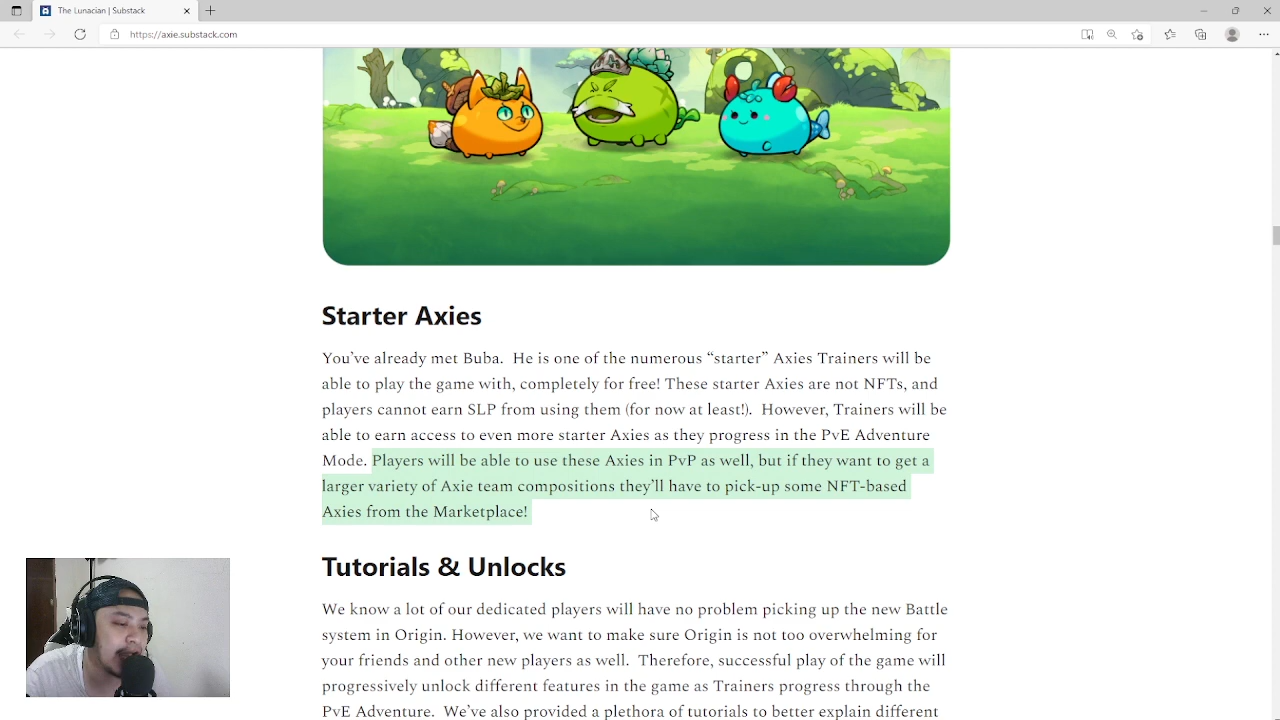 The Lunacian | Substack
https://axie.substack.com
Starter Axies
You’ve already met Buba.  He is one of the numerous “starter” Axies Trainers will be
able to play the game with, completely for free! These starter Axies are not NFTs, and
players cannot earn SLP from using them (for now at least!).  However, Trainers will be
able to earn access to even more starter Axies as they progress in the PvE Adventure
Mode. Players will be able to use these Axies in PvP as well, but if they want to get a
larger variety of Axie team compositions they’ll have to pick-up some NFT-based
Axies from the Marketplace!
Tutorials & Unlocks
We know a lot of our dedicated players will have no problem picking up the new Battle
system in Origin. However, we want to make sure Origin is not too overwhelming for
your friends and other new players as well.  Therefore, successful play of the game will
progressively unlock different features in the game as Trainers progress through the
PvE Adventure.  We’ve also provided a plethora of tutorials to better explain different